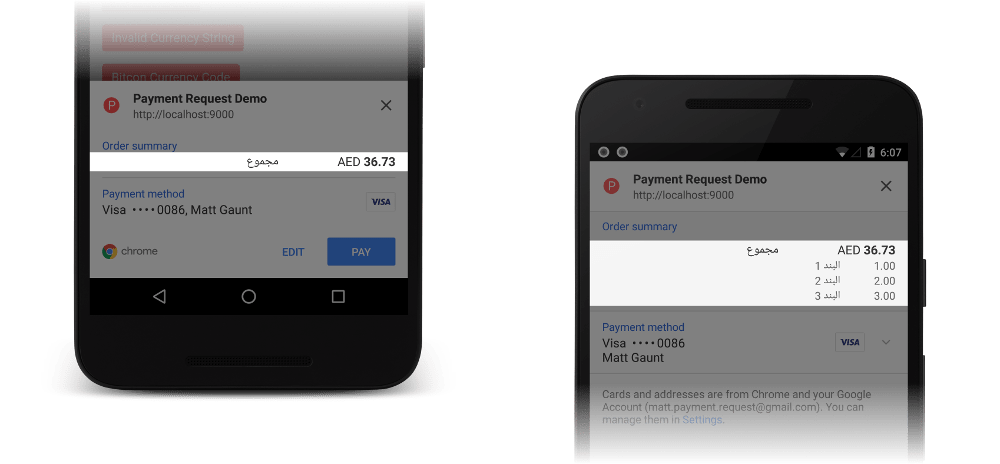 Invalid Currency String
Bitcon Currency Code
P
Payment Request Demo
http://localhost:9000
Order summary
مجموع AED 36.73
Payment method
Visa •••• 0086, Matt Gaunt
VISA
chrome
EDIT
PAY
6:07
P
Payment Request Demo
http://localhost:9000
Order summary
مجموع AED 36.73
البند 1 1.00
البند 2 2.00
البند 3 3.00
Payment method
Visa •••• 0086
Matt Gaunt
VISA
Cards and addresses are from Chrome and your Google
Account (matt.payment.request@gmail.com). You can
manage them in Settings.